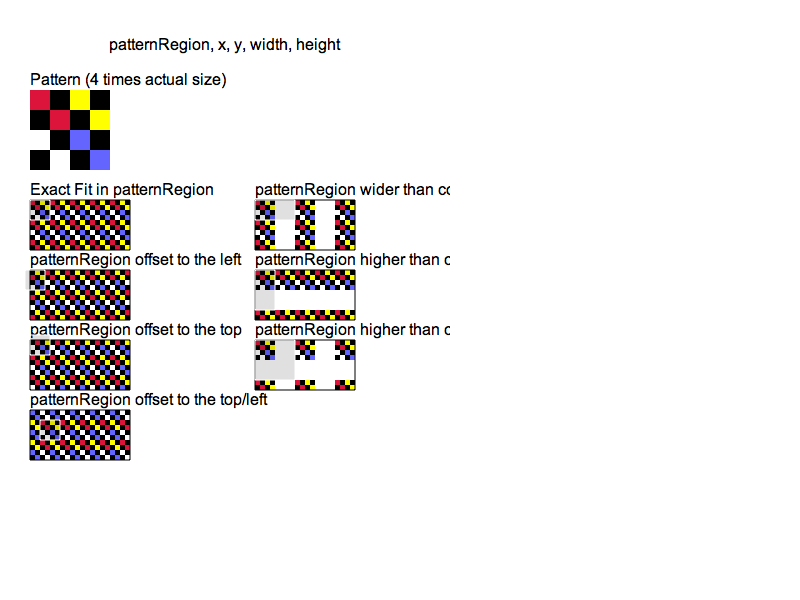 patternRegion, x, y, width, height
Pattern (4 times actual size)
Exact Fit in patternRegion
patternRegion wider than co
patternRegion offset to the left
patternRegion higher than c
patternRegion offset to the top
patternRegion higher than c
patternRegion offset to the top/left